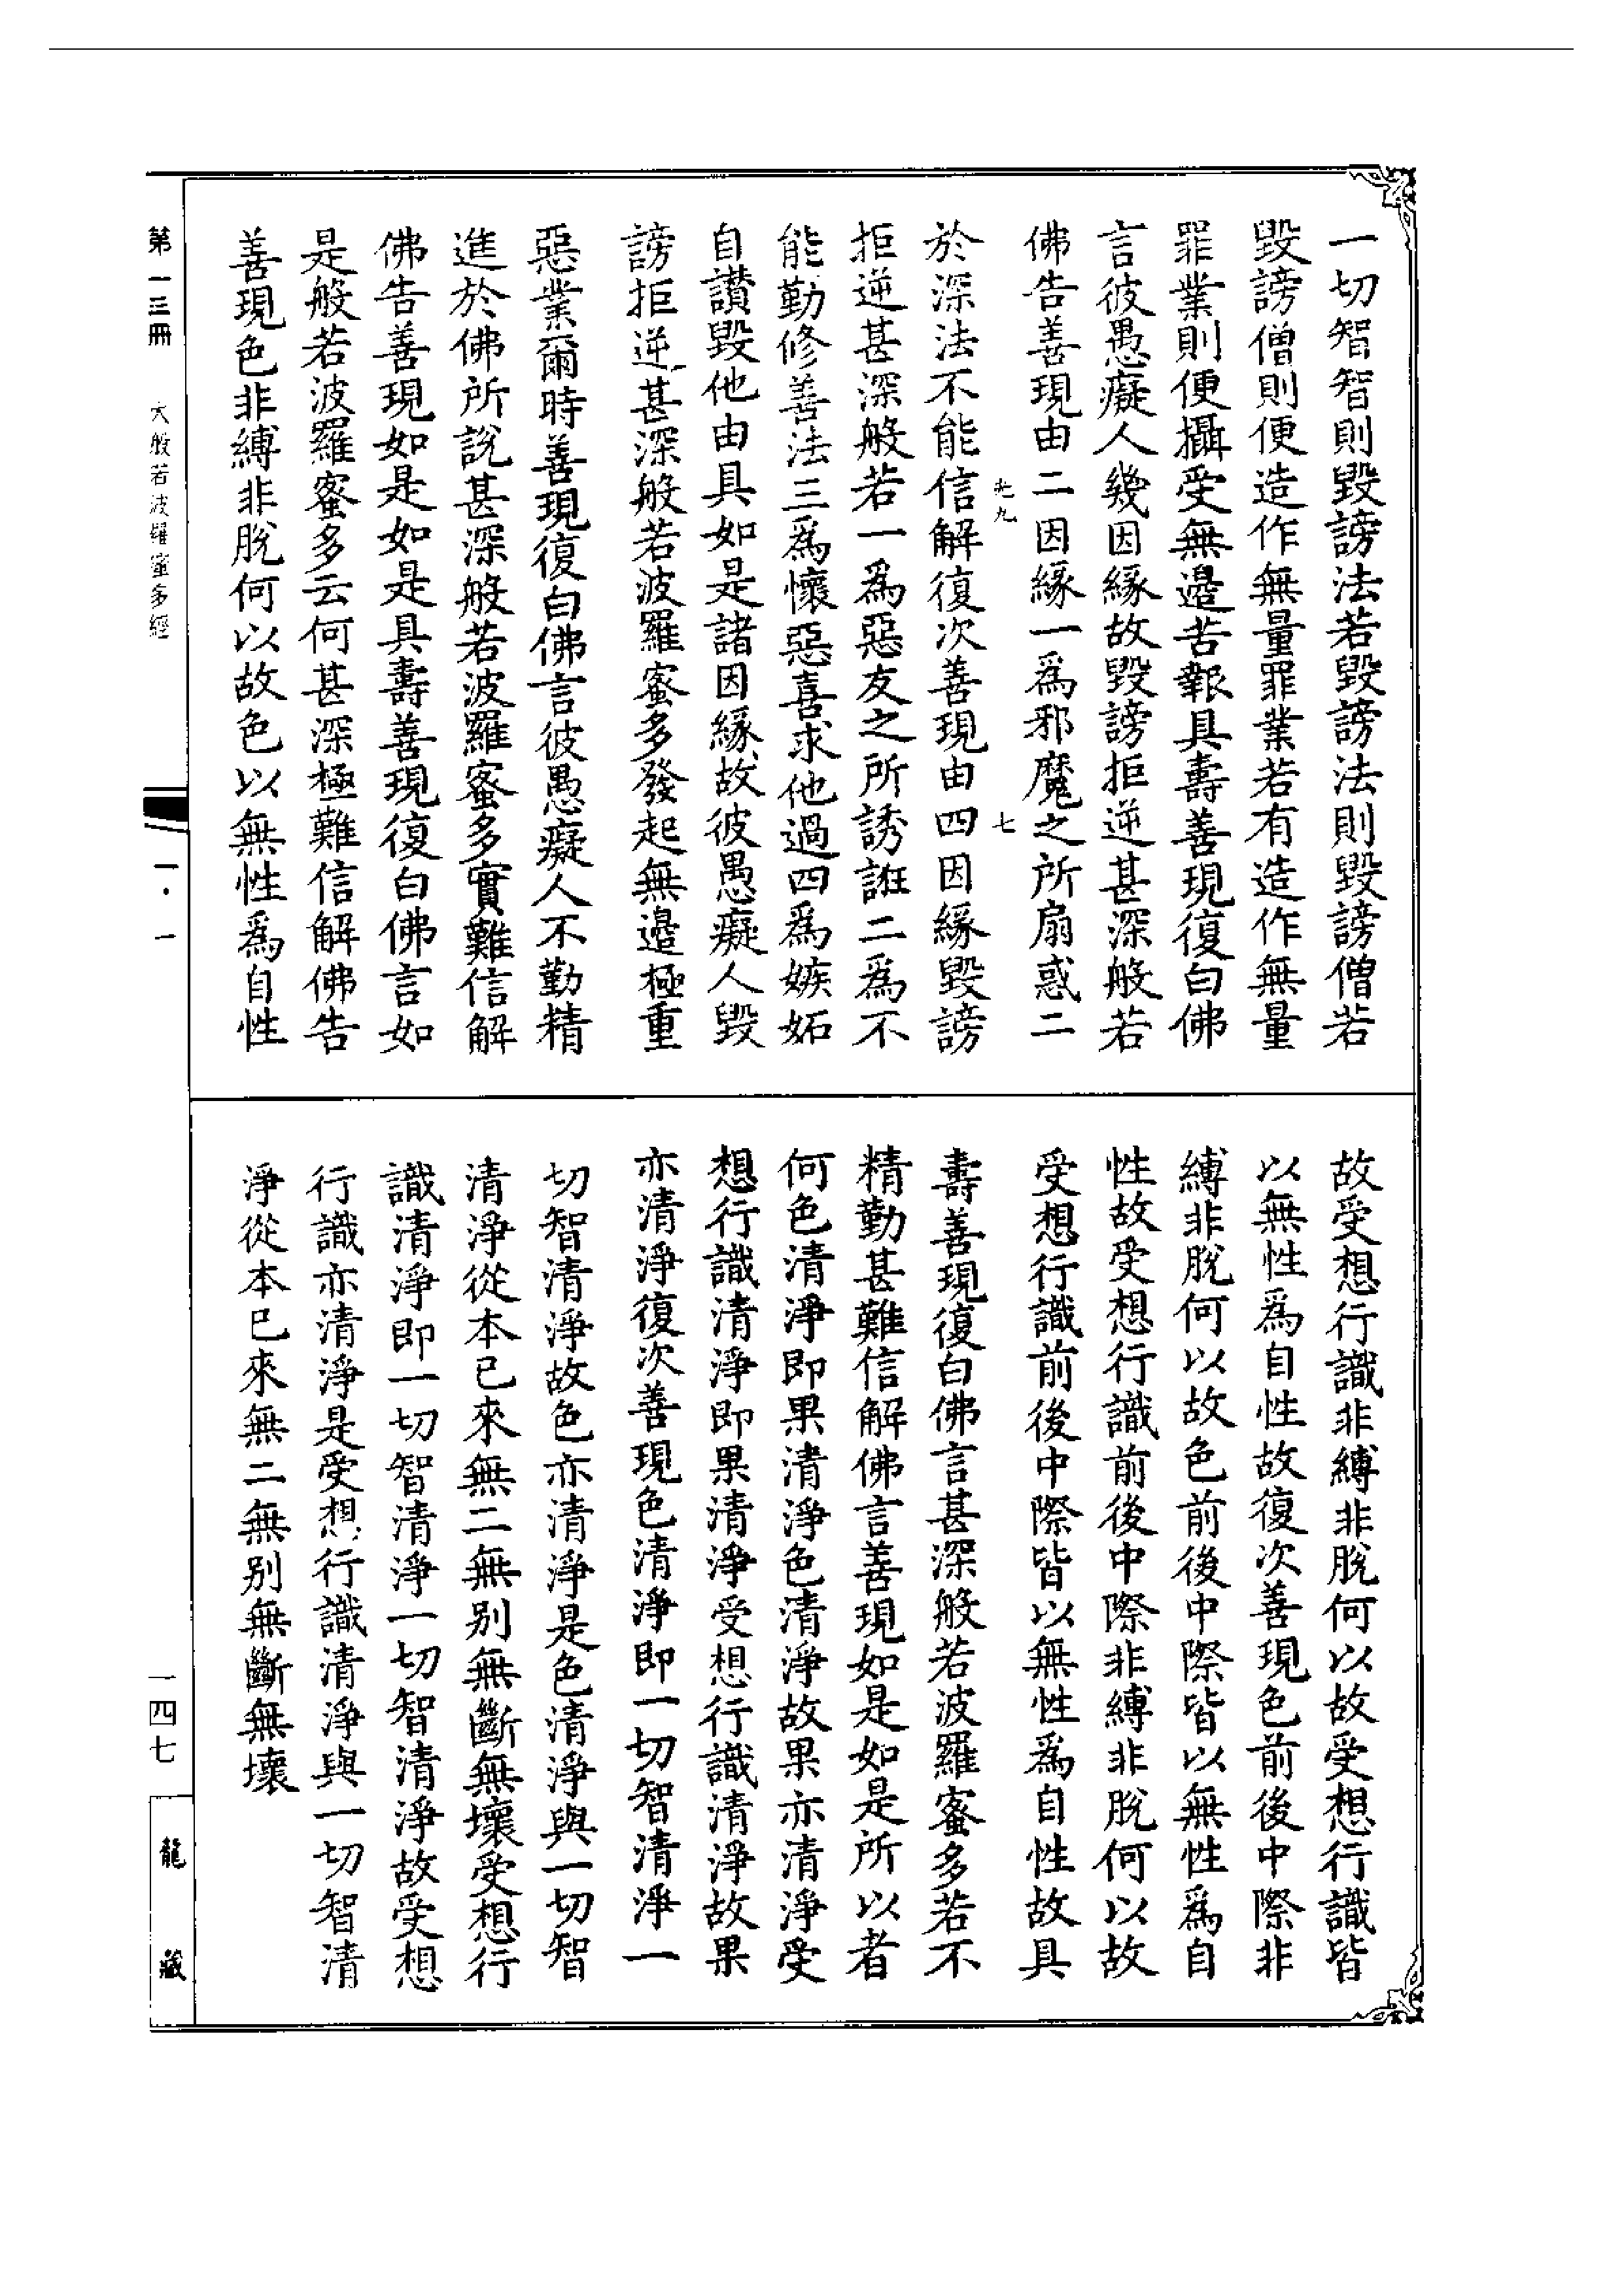 一切智智則毀謗法若毀謗法則毀謗僧若
毀謗僧則便造作無量罪業若有造作無量
罪業則便攝受無邊苦報具壽善現復白佛
言彼愚癡人幾因緣故毀謗拒逆甚深般若
佛告善現由二因緣一爲邪魔之所扇惑二
於深法不能信解復次善現由四因緣毀謗
拒逆甚深般若一爲惡友之所誘誑二爲不
能勤修善法三爲懷惡喜求他過四爲嫉妬
自讃毀他由具如是諸因緣故彼愚癡人毀
謗拒逆甚深般若波羅蜜多發起無邊極重
惡業爾時善現復白佛言彼愚癡人不勤精
進於佛所說甚深般若波羅蜜多實難信解
佛告善現如是如是具壽善現復白佛言如
是般若波羅蜜多云何甚深極難信解佛告
善現色非縛非脫何以故色以無性爲自性
故受想行識非縛非脫何以故受想行識皆
以無性爲自性故復次善現色前後中際非
縛非脫何以故色前後中際皆以無性爲自
性故受想行識前後中際非縛非脫何以故
受想行識前後中際皆以無性爲自性故具
壽善現復白佛言甚深般若波羅蜜多若不
精勤甚難信解佛言善現如是如是所以者
何色清淨即果清淨色清淨故果亦清淨受
想行識清淨即果清淨受想行識清淨故果
亦清淨復次善現色清淨即一切智清淨一
切智清淨故色亦清淨是色清淨與一切智
清淨從本已來無二無別無斷無壞受想行
識清淨即一切智清淨一切智清淨故受想
行識亦清淨是受想行識清淨與一切智清
淨從本已來無二無別無斷無壞
第一三冊 大般若波羅蜜多經
一·一
一四七
龍藏
九
七